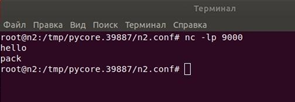 Терминал
Файл Правка Вид Поиск Терминал Справка
root@n2:/tmp/pycore.39887/n2.conf# nc -lp 9000
hello
pack
root@n2:/tmp/pycore.39887/n2.conf#